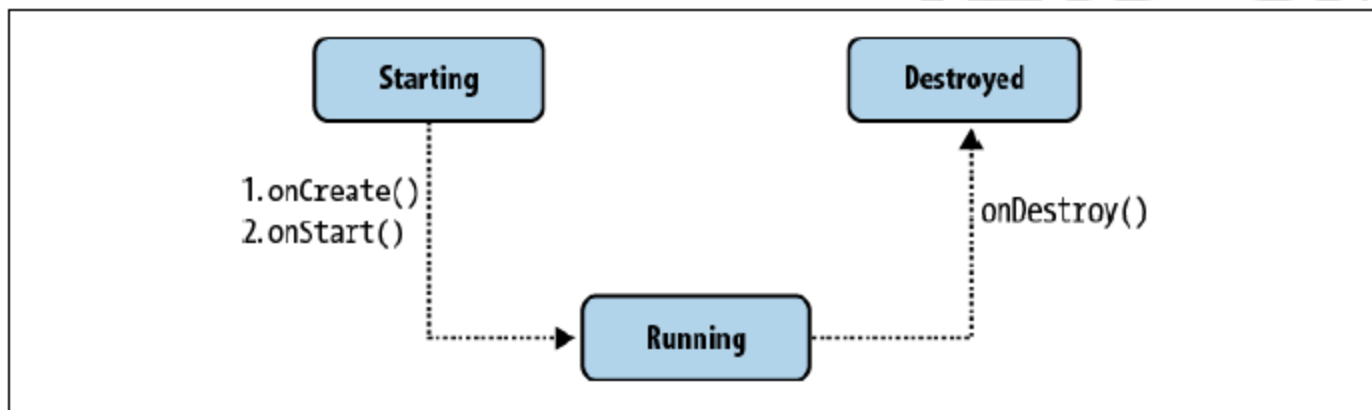 Starting
Destroyed
1.onCreate()
2.onStart()
onDestroy()
Running